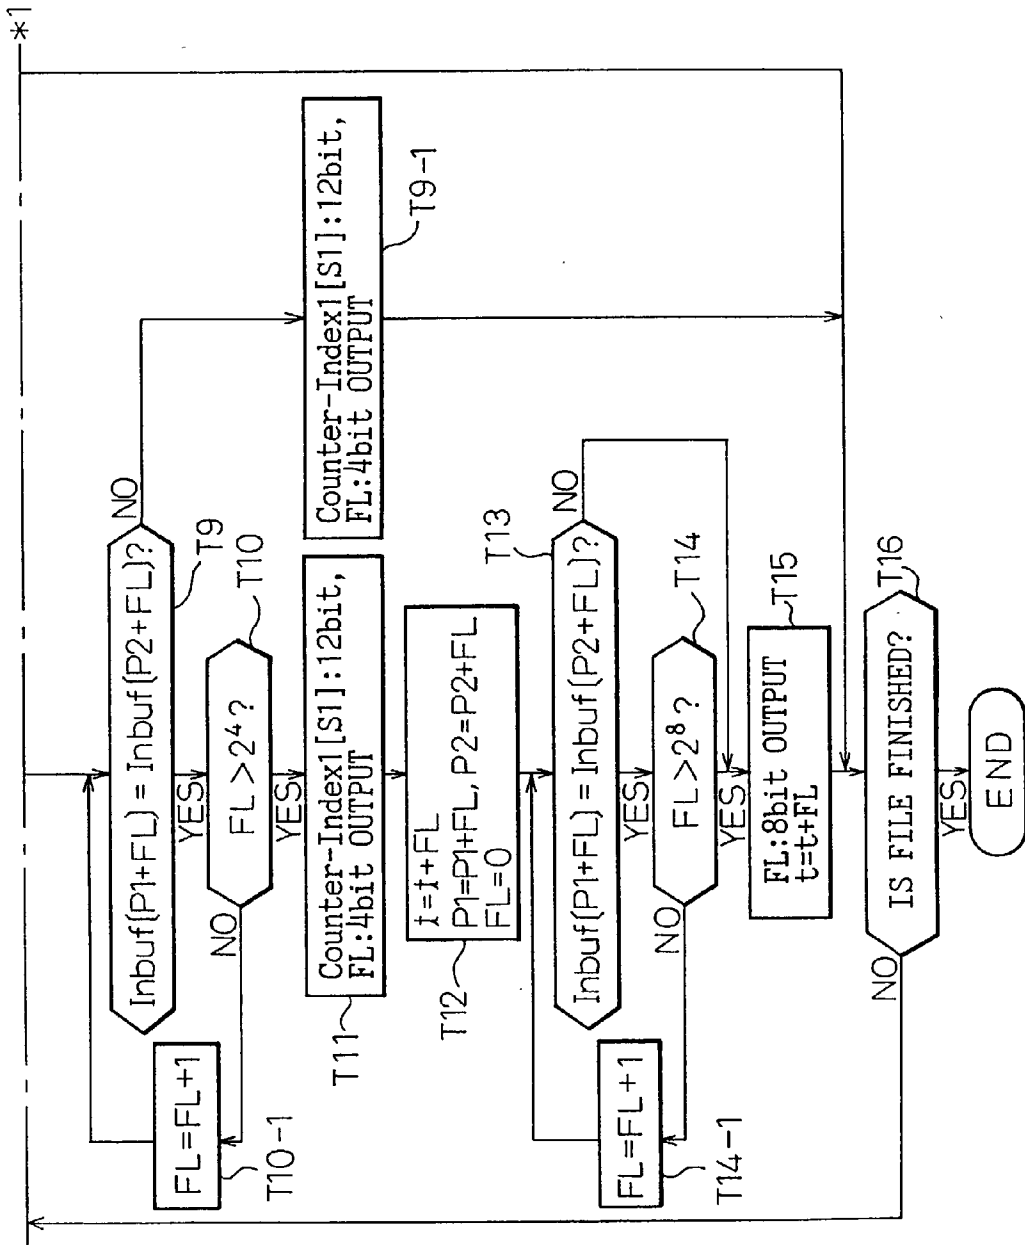 *1
Inbuf(P1+FL) = Inbuf(P2+FL)?
NO
T9
YES
FL>2⁴?
T10
NO
YES
FL=FL+1
T10-1
Counter-Index1[S1]:12bit,
FL:4bit OUTPUT
T11
Counter-Index1[S1]:12bit,
FL:4bit OUTPUT
T9-1
t=t+FL
P1=P1+FL, P2=P2+FL
FL=0
T12
Inbuf(P1+FL) = Inbuf(P2+FL)?
NO
T13
YES
FL>2⁸?
T14
NO
YES
FL=FL+1
T14-1
FL:8bit OUTPUT
t=t+FL
T15
IS FILE FINISHED?
T16
NO
YES
END